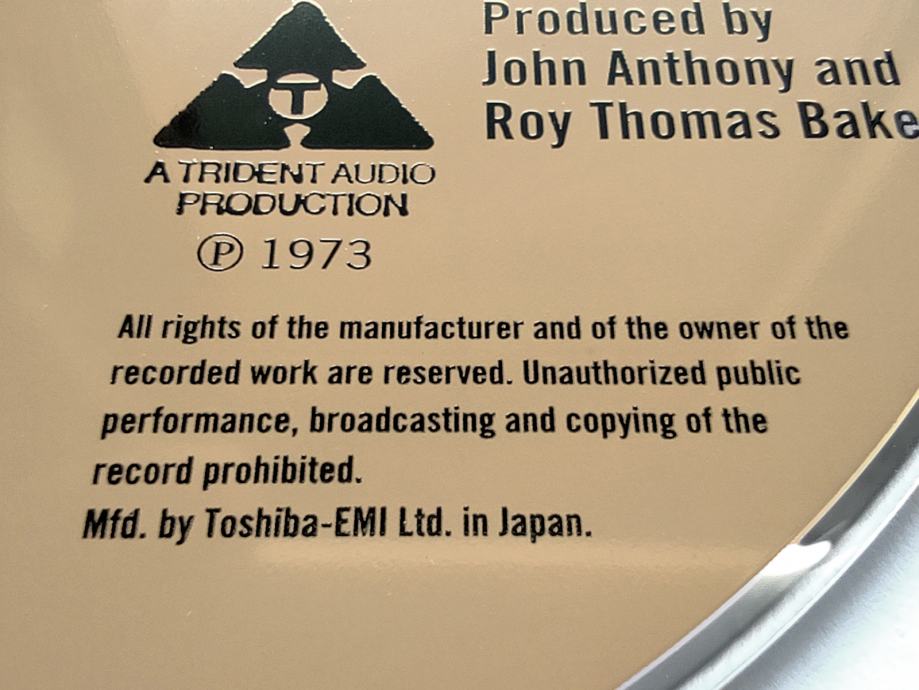 Produced by
John Anthony and
Roy Thomas Bake
T
A TRIDENT AUDIO
PRODUCTION
℗ 1973
All rights of the manufacturer and of the owner of the
recorded work are reserved. Unauthorized public
performance, broadcasting and copying of the
record prohibited.
Mfd. by Toshiba-EMI Ltd. in Japan.